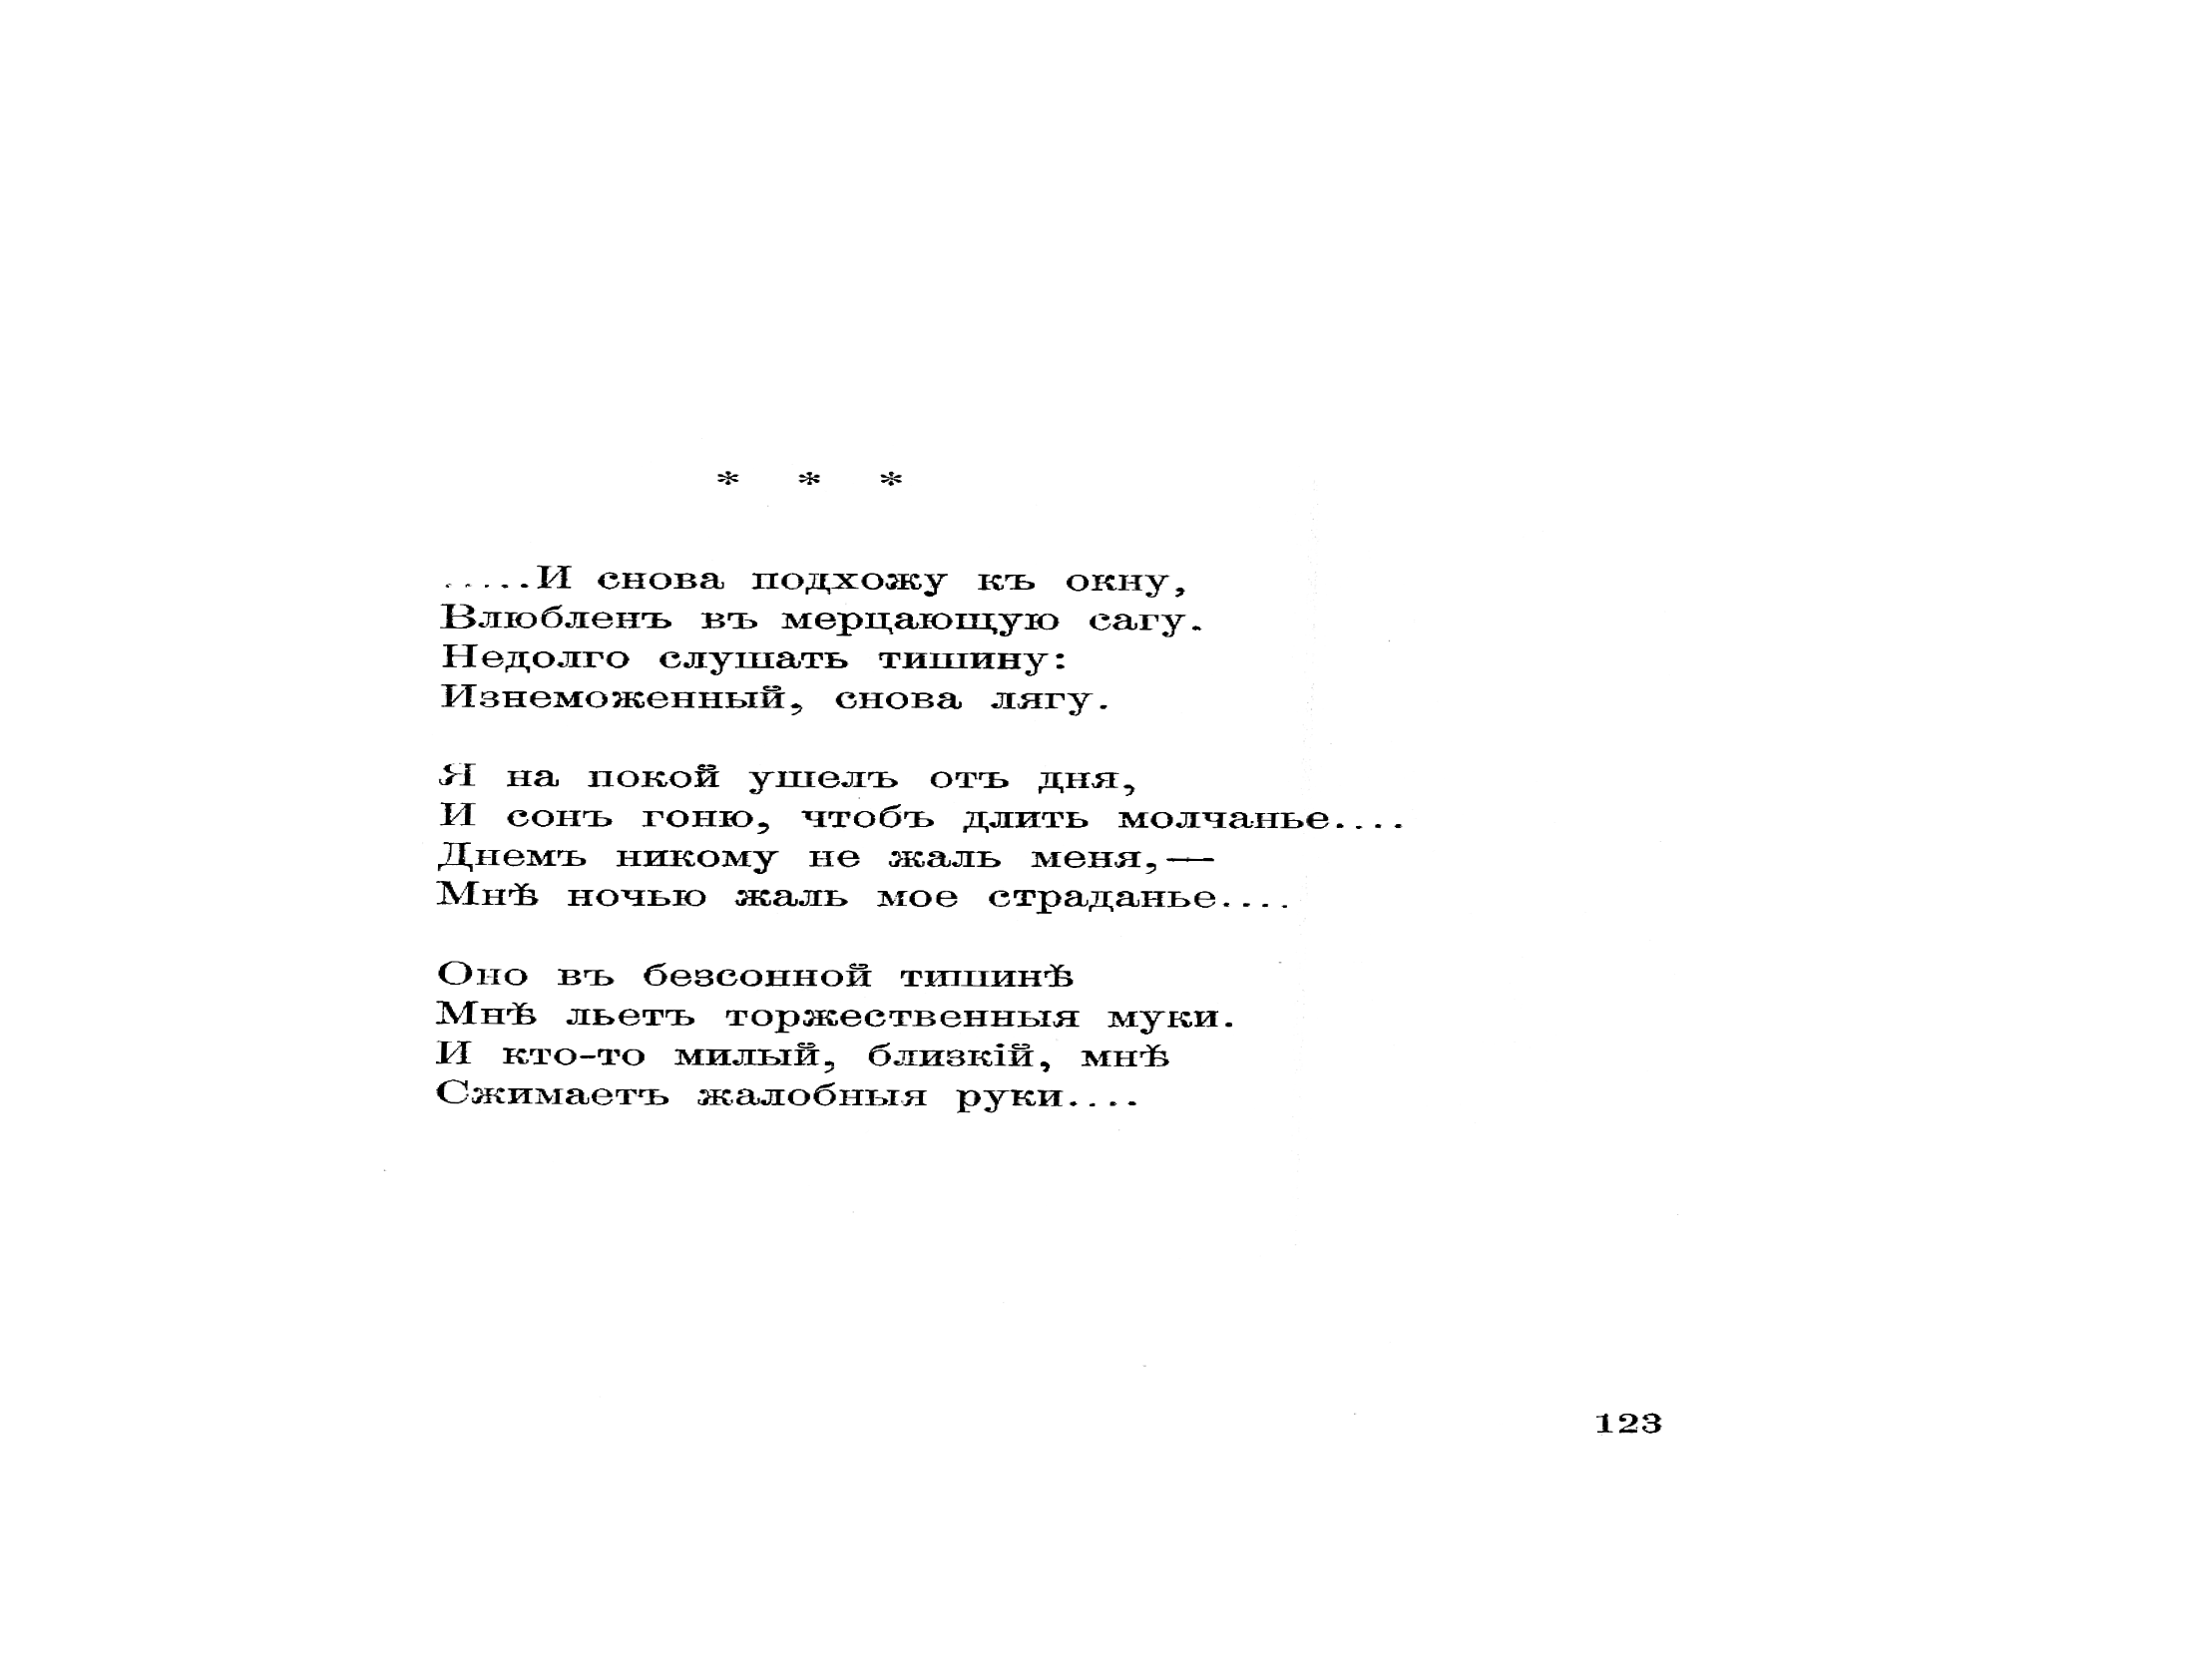 * * *
.....И снова подхожу къ окну,
Влюбленъ въ мерцающую сагу.
Недолго слушать тишину:
Изнеможенный, снова лягу.
Я на покой ушелъ отъ дня,
И сонъ гоню, чтобъ длить молчанье....
Днемъ никому не жаль меня,—
Мнѣ ночью жаль мое страданье....
Оно въ безсонной тишинѣ
Мнѣ льетъ торжественныя муки.
И кто-то милый, близкій, мнѣ
Сжимаетъ жалобныя руки....
123